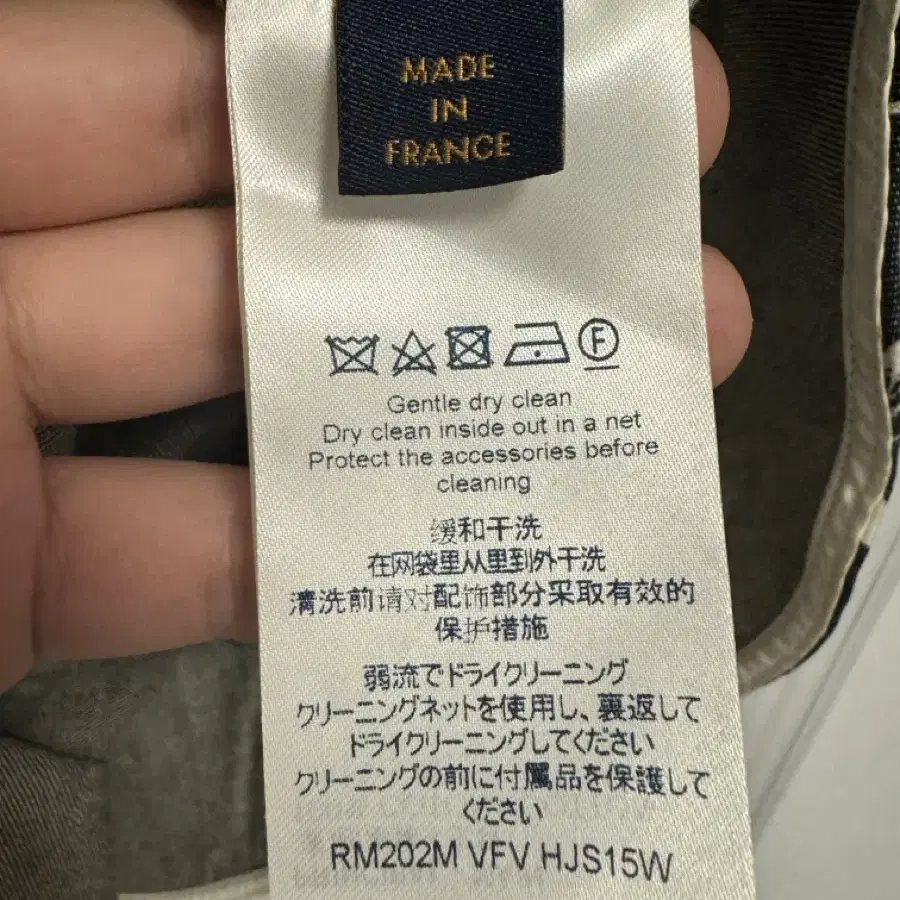 MADE
IN
FRANCE
F
Gentle dry clean
Dry clean inside out in a net
Protect the accessories before
cleaning
缓和干洗
在网袋里从里到外干洗
清洗前请对配饰部分采取有效的
保护措施
弱流でドライクリーニング
クリーニングネットを使用し、裏返して
ドライクリーニングしてください
クリーニングの前に付属品を保護して
ください
RM202M VFV HJS15W